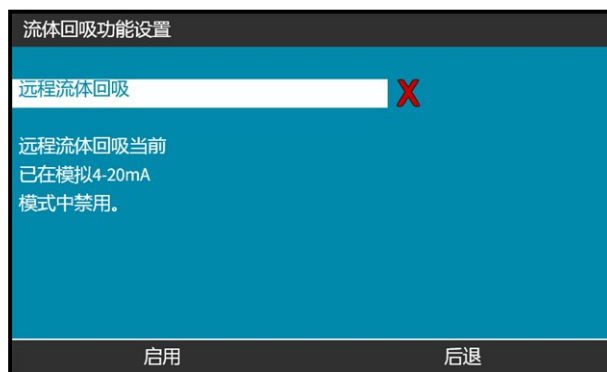 流体回吸功能设置
远程流体回吸
远程流体回吸当前
已在模拟4-20mA
模式中禁用。
启用
后退